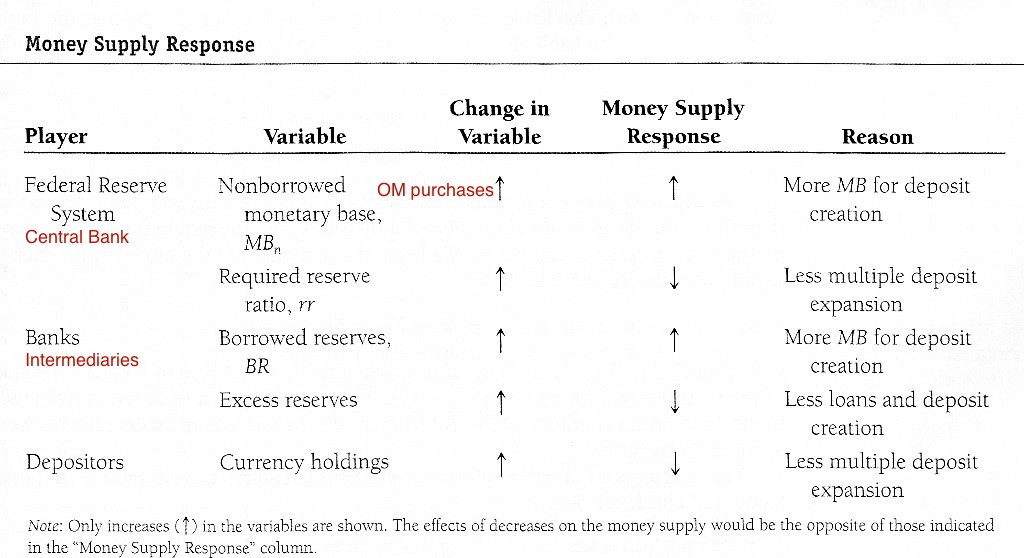 Money Supply Response
Change in Money Supply
Player Variable Variable Response Reason
Federal Reserve Nonborrowed OM purchases↑ ↑ More MB for deposit
System monetary base, creation
Central Bank MBn
Required reserve ↑ ↓ Less multiple deposit
ratio, rr expansion
Banks Borrowed reserves, ↑ ↑ More MB for deposit
Intermediaries BR creation
Excess reserves ↑ ↓ Less loans and deposit
creation
Depositors Currency holdings ↑ ↓ Less multiple deposit
expansion
Note: Only increases (↑) in the variables are shown. The effects of decreases on the money supply would be the opposite of those indicated
in the “Money Supply Response” column.